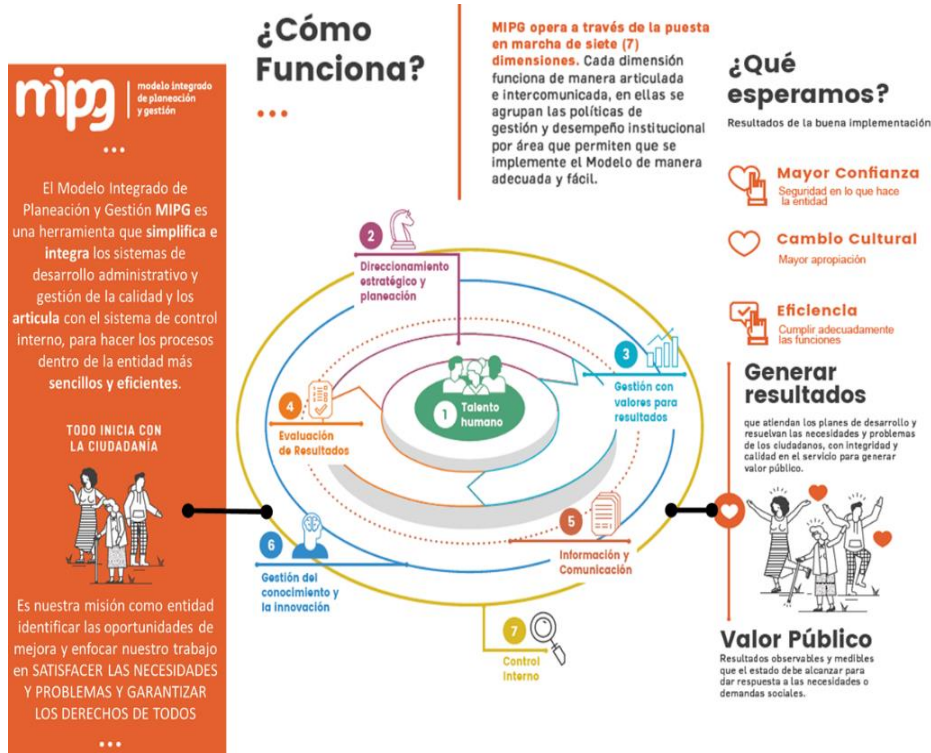 mipg
modelo integrado
de planeación
y gestión
El Modelo Integrado de
Planeación y Gestión MIPG es
una herramienta que simplifica e
integra los sistemas de
desarrollo administrativo y
gestión de la calidad y los
articula con el sistema de control
interno, para hacer los procesos
dentro de la entidad más
sencillos y eficientes.
TODO INICIA CON
LA CIUDADANÍA
Es nuestra misión como entidad
identificar las oportunidades de
mejora y enfocar nuestro trabajo
en SATISFACER LAS NECESIDADES
Y PROBLEMAS Y GARANTIZAR
LOS DERECHOS DE TODOS
¿Cómo
Funciona?
MIPG opera a través de la puesta
en marcha de siete (7)
dimensiones. Cada dimensión
funciona de manera articulada
e intercomunicada, en ellas se
agrupan las políticas de
gestión y desempeño institucional
por área que permiten que se
implemente el Modelo de manera
adecuada y fácil.
1
Talento
humano
2
Direccionamiento
estratégico y
planeación
3
Gestión con
valores para
resultados
4
Evaluación
de Resultados
5
Información y
Comunicación
6
Gestión del
conocimiento y
la innovación
7
Control
Interno
¿Qué
esperamos?
Resultados de la buena implementación
Mayor Confianza
Seguridad en lo que hace
la entidad
Cambio Cultural
Mayor apropiación
Eficiencia
Cumplir adecuadamente
las funciones
Generar
resultados
que atiendan los planes de desarrollo y
resuelvan las necesidades y problemas
de los ciudadanos, con integridad y
calidad en el servicio para generar
valor público.
Valor Público
Resultados observables y medibles
que el estado debe alcanzar para
dar respuesta a las necesidades o
demandas sociales.